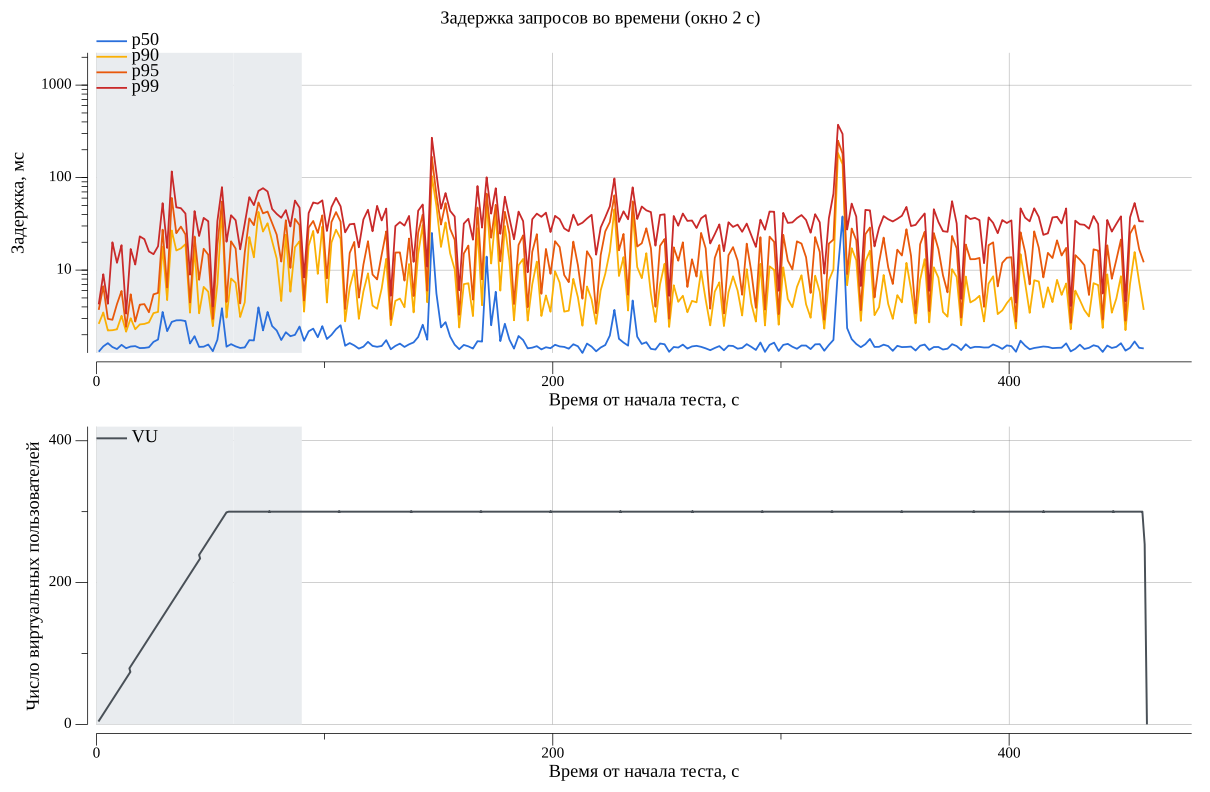 Задержка запросов во времени (окно 2 с)
p50
p90
p95
p99
1000
100
10
Задержка, мс
0
200
400
Время от начала теста, с
VU
400
200
0
Число виртуальных пользователей
0
200
400
Время от начала теста, с